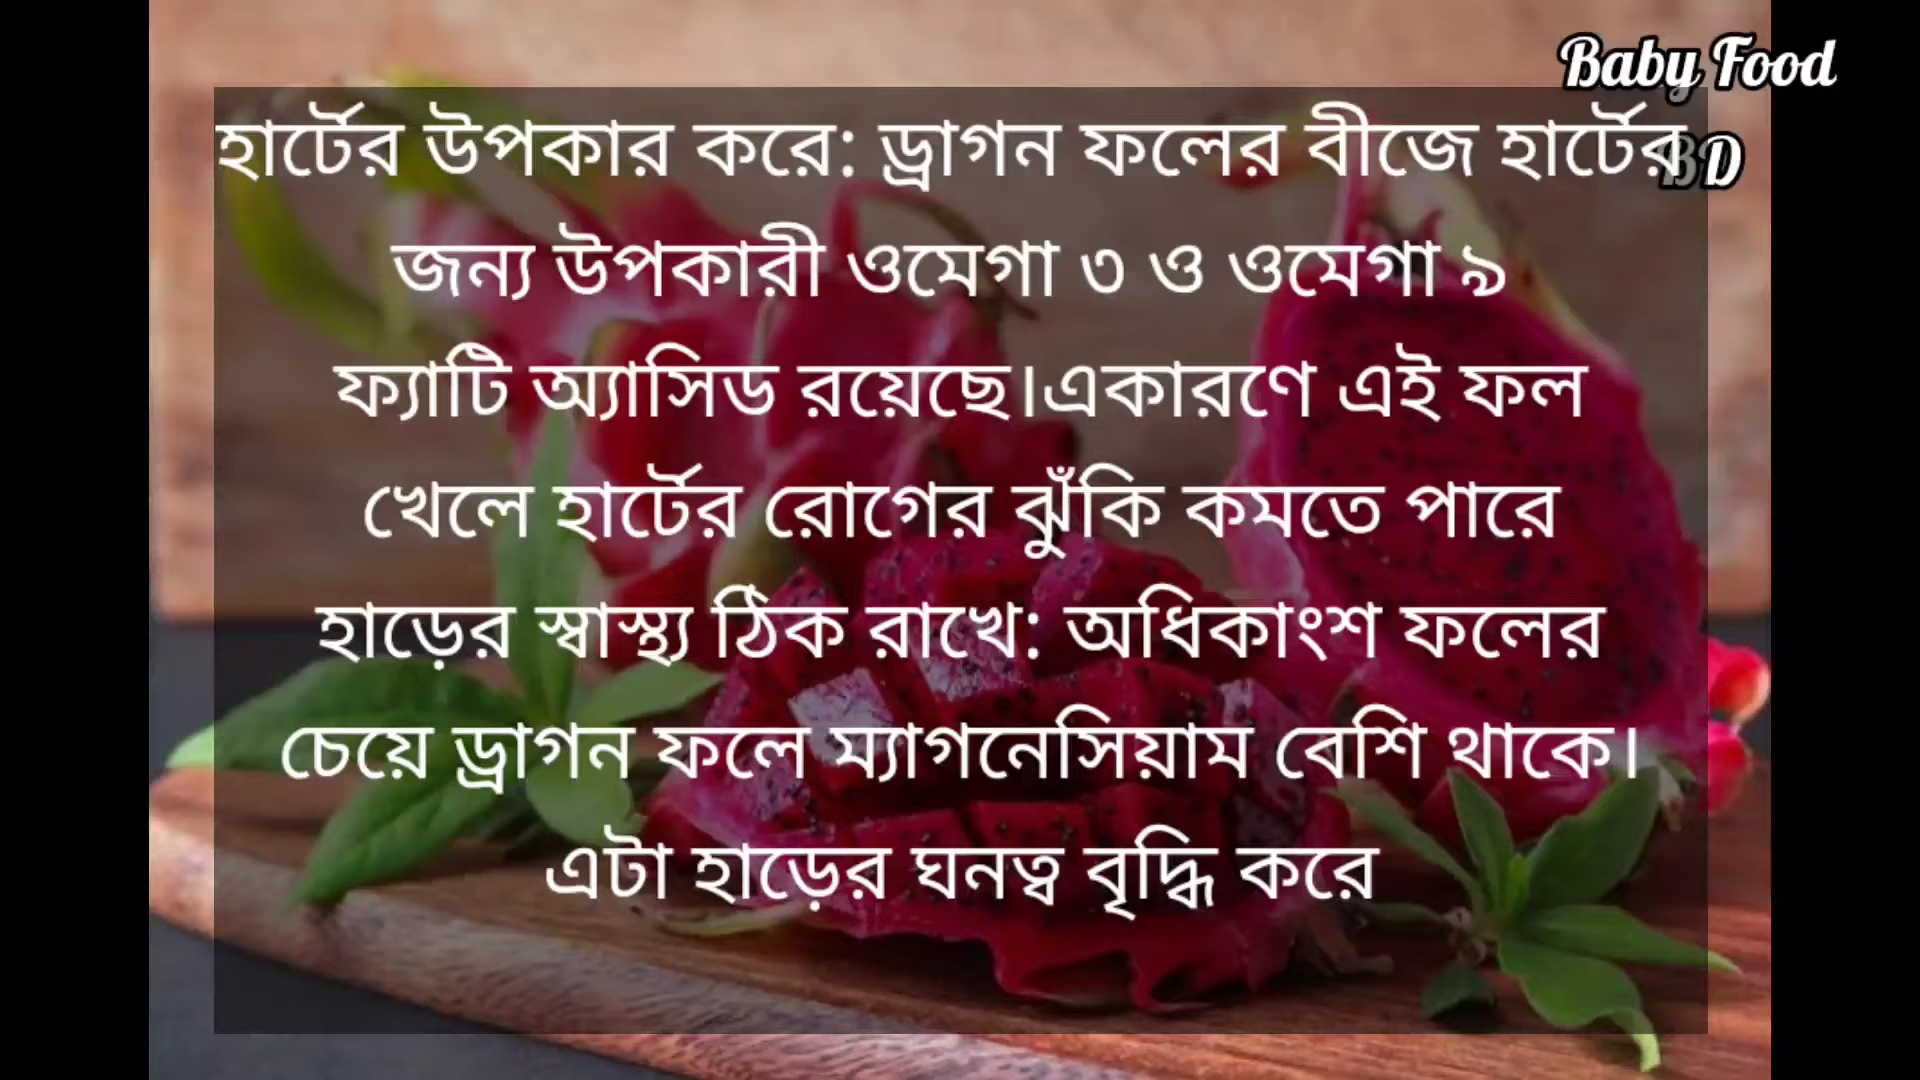 Baby Food
BD
হার্টের উপকার করে: ড্রাগন ফলের বীজে হার্টের
জন্য উপকারী ওমেগা ৩ ও ওমেগা ৯
ফ্যাটি অ্যাসিড রয়েছে।একারণে এই ফল
খেলে হার্টের রোগের ঝুঁকি কমতে পারে
হাড়ের স্বাস্থ্য ঠিক রাখে: অধিকাংশ ফলের
চেয়ে ড্রাগন ফলে ম্যাগনেসিয়াম বেশি থাকে।
এটা হাড়ের ঘনত্ব বৃদ্ধি করে